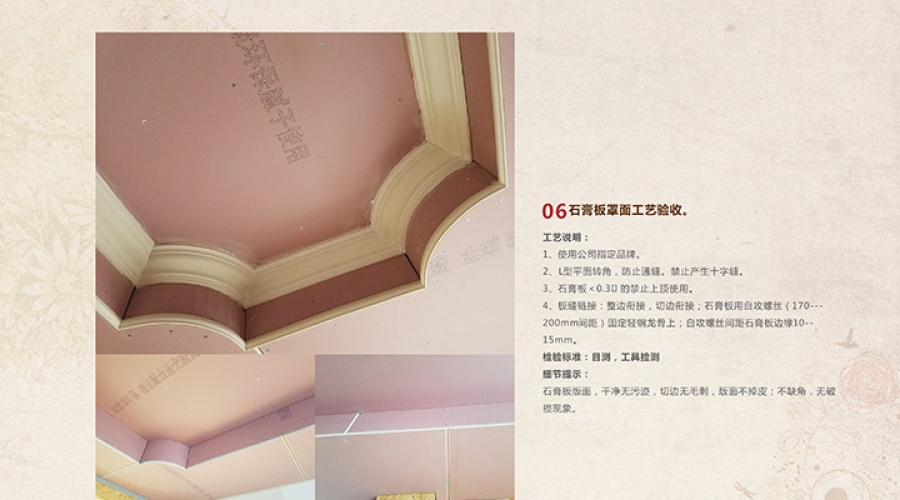 06石膏板罩面工艺验收。
工艺说明：
1、使用公司指定品牌。
2、L型平面转角，防止通缝。禁止产生十字缝。
3、石膏板<0.3㎡的禁止上顶使用。
4、板缝链接：整边衔接，切边衔接；石膏板用自攻螺丝（170---
200mm间距）固定轻钢龙骨上；自攻螺丝间距石膏板边缘10--
15mm。
检验标准：目测，工具检测
细节提示：
石膏板版面，干净无污迹，切边无毛刺，版面不掉皮；不缺角，无破
损现象。